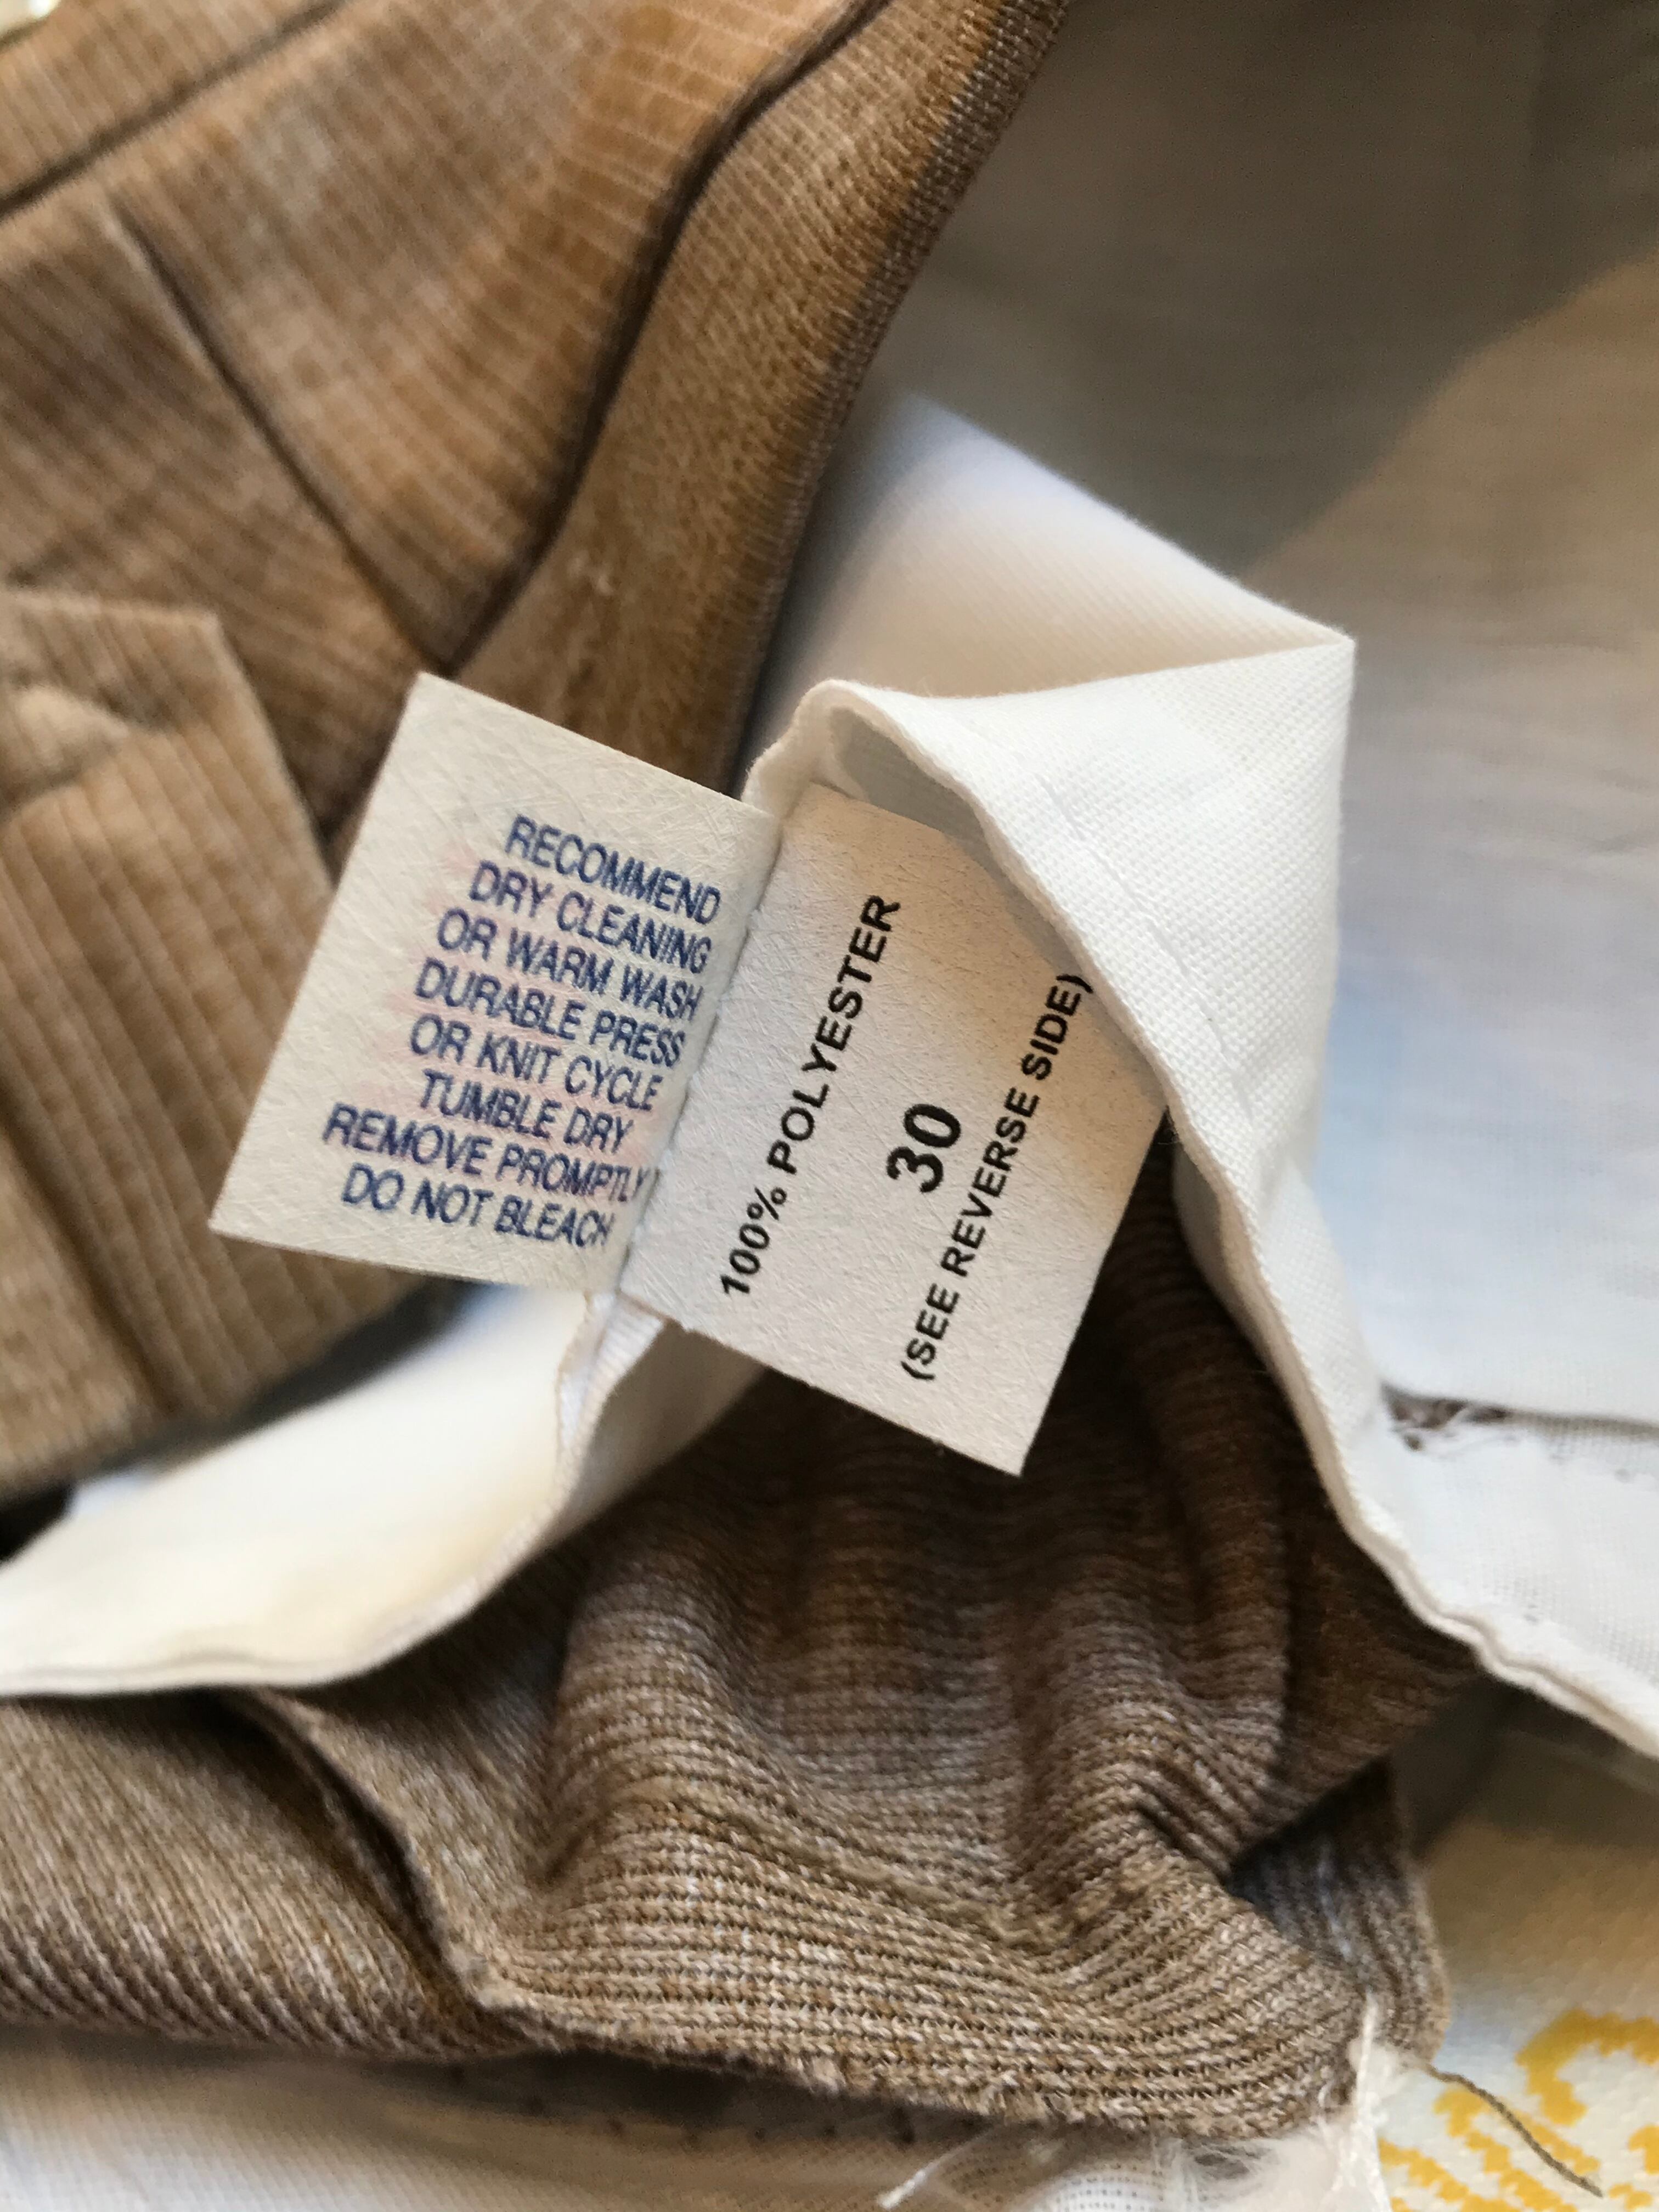 RECOMMEND
DRY CLEANING
OR WARM WASH
DURABLE PRESS
OR KNIT CYCLE
TUMBLE DRY
REMOVE PROMPTLY
DO NOT BLEACH
100% POLYESTER
30
(SEE REVERSE SIDE)